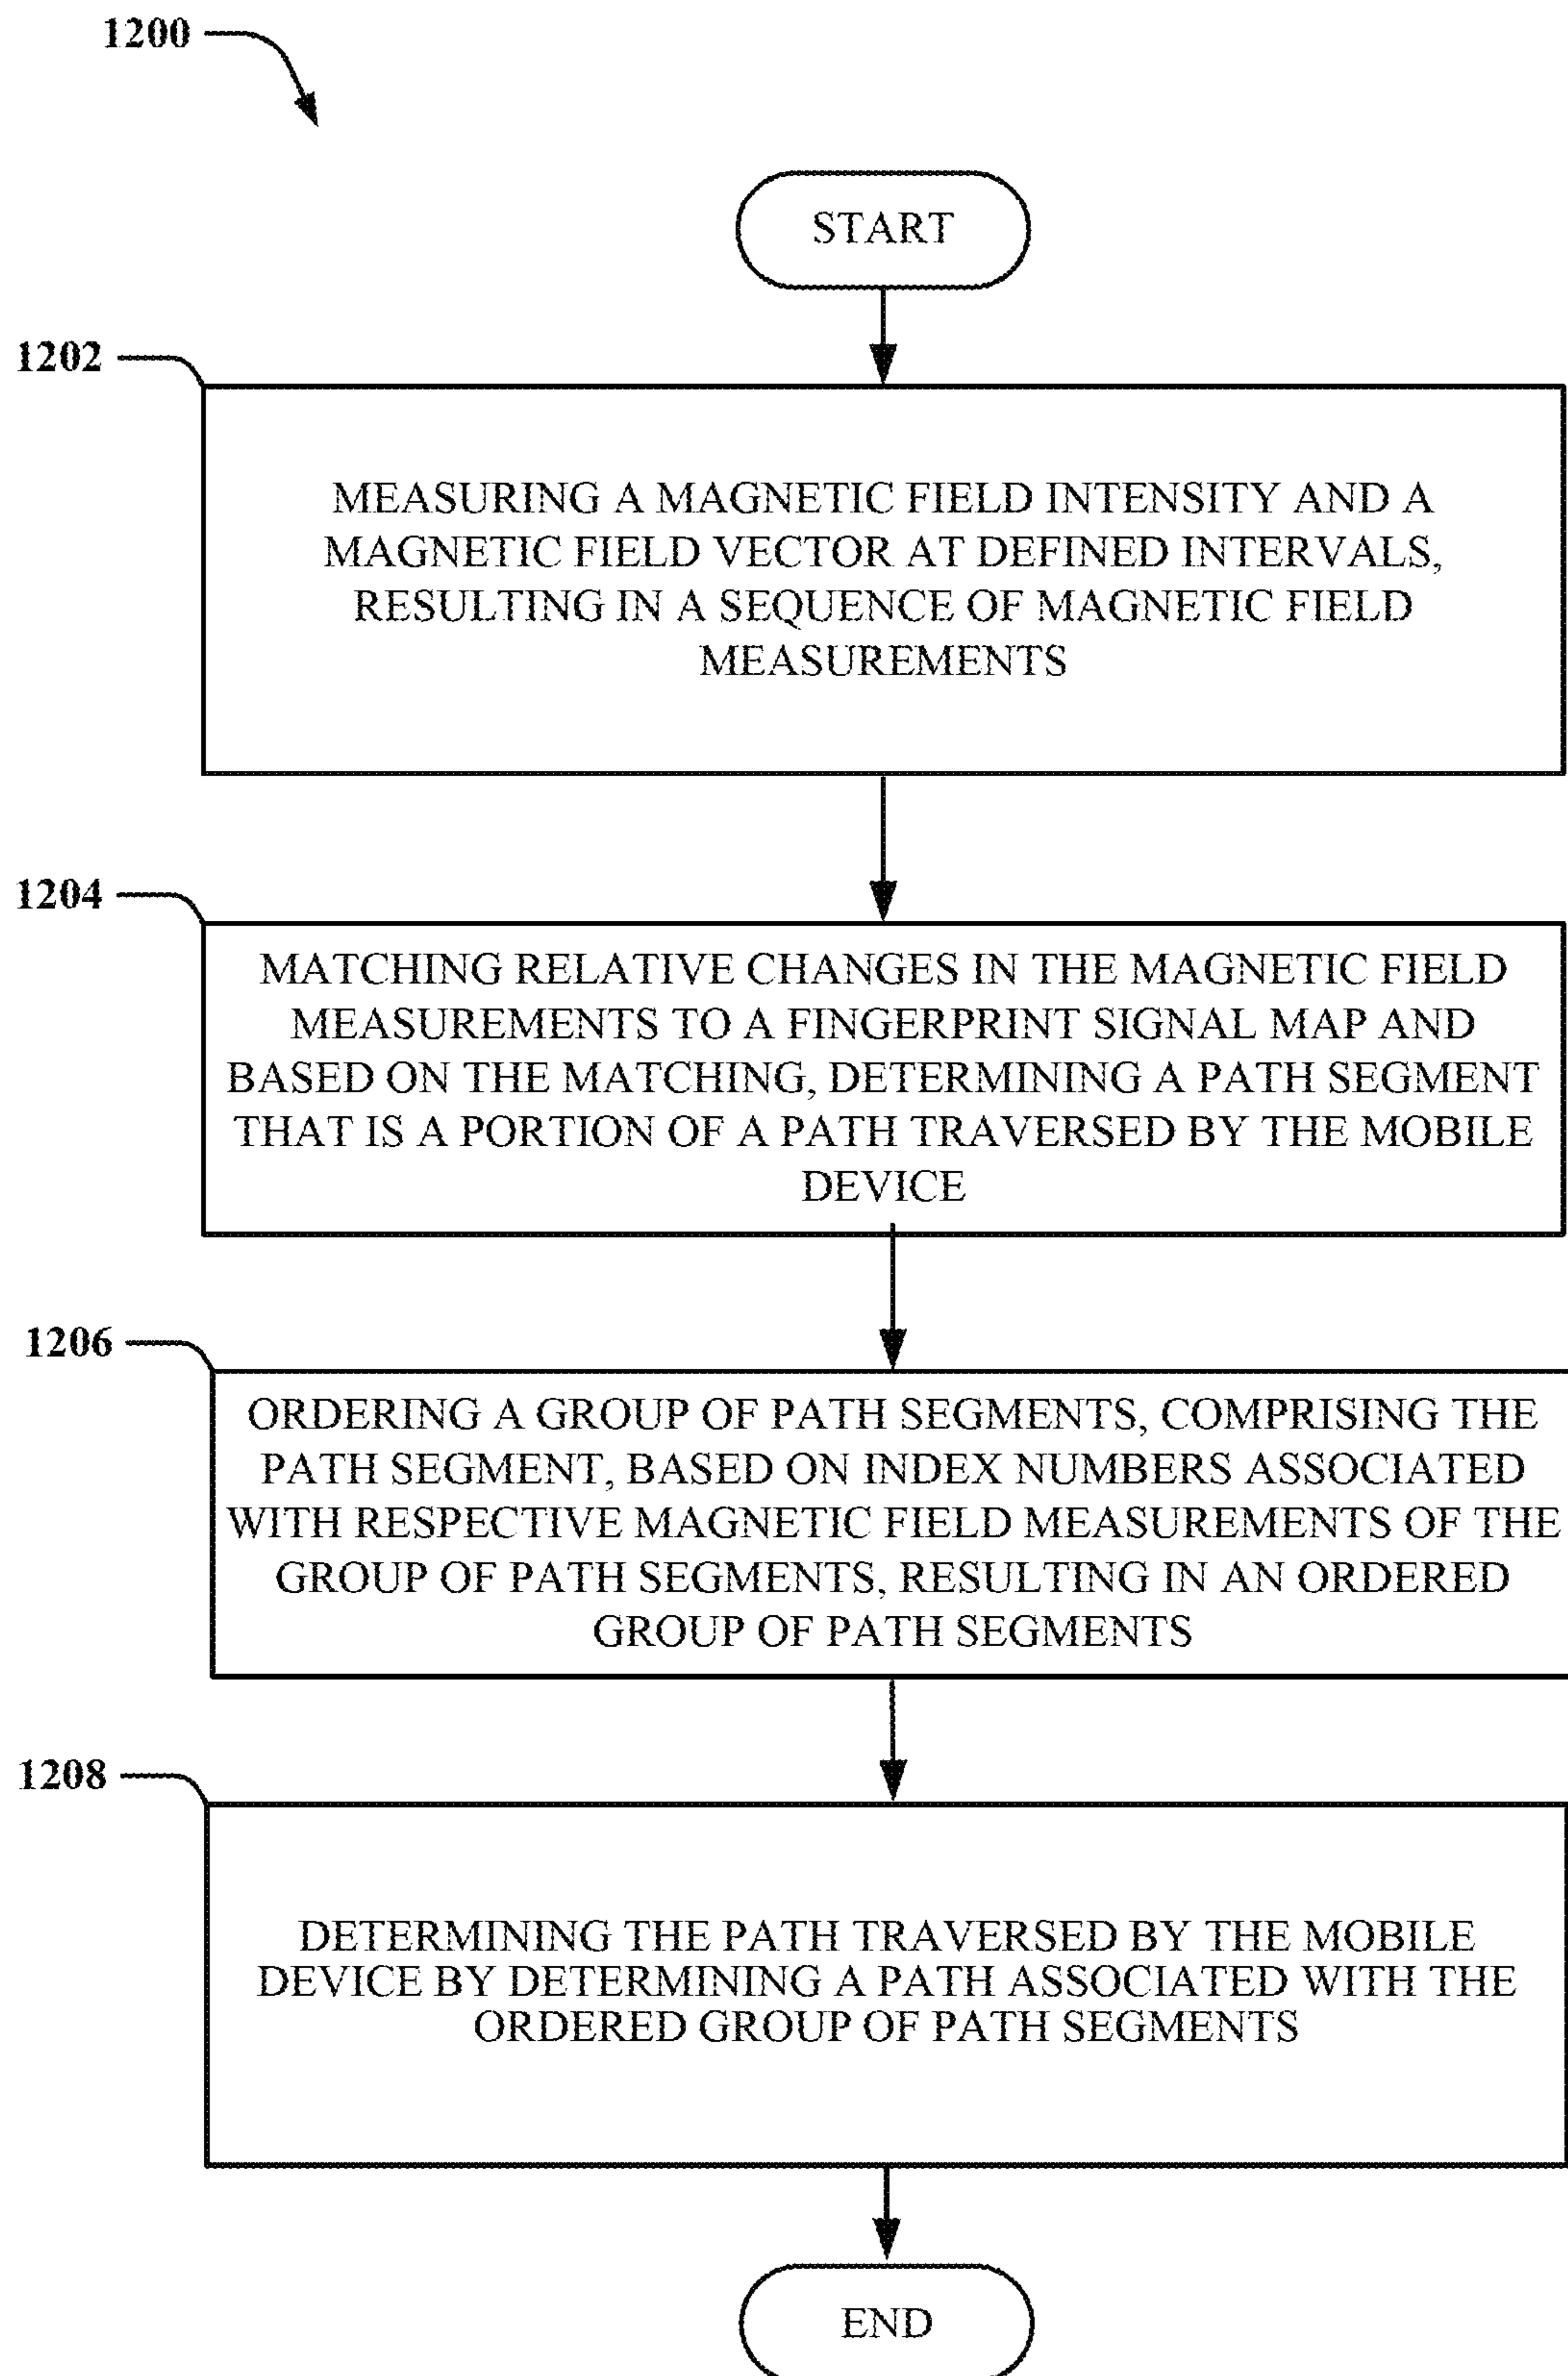 1200
START
1202
MEASURING A MAGNETIC FIELD INTENSITY AND A
MAGNETIC FIELD VECTOR AT DEFINED INTERVALS,
RESULTING IN A SEQUENCE OF MAGNETIC FIELD
MEASUREMENTS
1204
MATCHING RELATIVE CHANGES IN THE MAGNETIC FIELD
MEASUREMENTS TO A FINGERPRINT SIGNAL MAP AND
BASED ON THE MATCHING, DETERMINING A PATH SEGMENT
THAT IS A PORTION OF A PATH TRAVERSED BY THE MOBILE
DEVICE
1206
ORDERING A GROUP OF PATH SEGMENTS, COMPRISING THE
PATH SEGMENT, BASED ON INDEX NUMBERS ASSOCIATED
WITH RESPECTIVE MAGNETIC FIELD MEASUREMENTS OF THE
GROUP OF PATH SEGMENTS, RESULTING IN AN ORDERED
GROUP OF PATH SEGMENTS
1208
DETERMINING THE PATH TRAVERSED BY THE MOBILE
DEVICE BY DETERMINING A PATH ASSOCIATED WITH THE
ORDERED GROUP OF PATH SEGMENTS
END